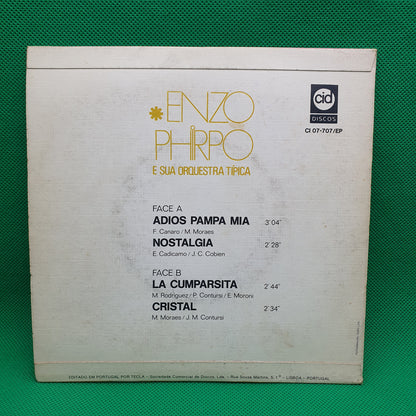 *ENZO
PHIRPO
E SUA ORQUESTRA TÍPICA
cid
DISCOS
CI 07-707/EP
FACE A
ADIOS PAMPA MIA 3'04"
F. Canaro / M. Moraes
NOSTALGIA 2'28"
E. Cadicamo / J. C. Cobien
FACE B
LA CUMPARSITA 2'44"
M. Rodriguez / P. Contursi / E. Moroni
CRISTAL 2'34"
M. Moraes / J. M. Contursi
EDITADO EM PORTUGAL POR TECLA — Sociedade Comercial de Discos, Lda. - Rua Sousa Martins, 5, 1.º - LISBOA - PORTUGAL